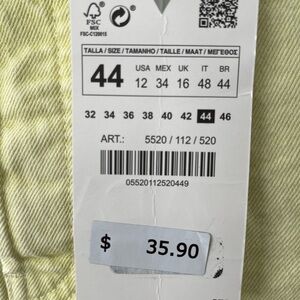 FSC
MIX
FSC-C120015
TALLA / SIZE / TAMANHO / TAILLE / MAAT / ΜΕΓΕΘΟΣ
44
USA MEX UK IT BR
12 34 16 48 44
32 34 36 38 40 42 44 46
ART.: 5520 / 112 / 520
05520112520449
$ 35.90